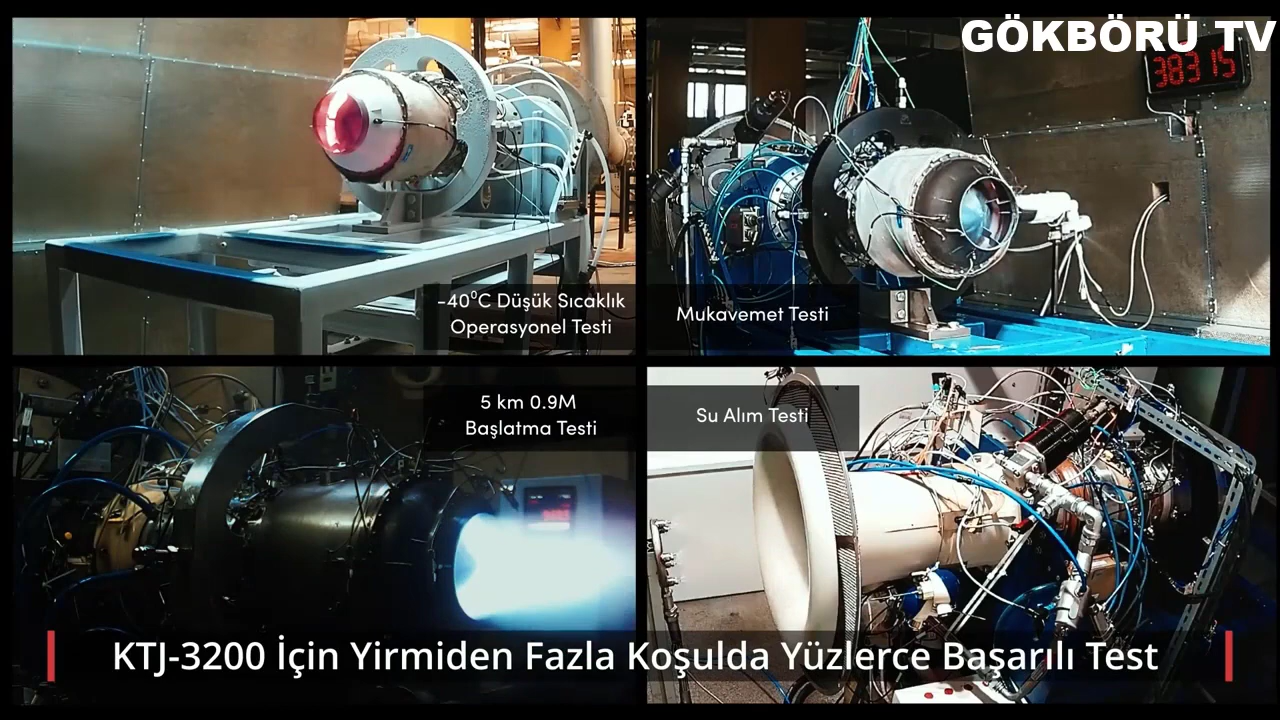 GÖKBÖRÜ TV
38315
-40⁰C Düşük Sıcaklık
Operasyonel Testi
Mukavemet Testi
5 km 0.9M
Başlatma Testi
Su Alım Testi
KTJ-3200 İçin Yirmiden Fazla Koşulda Yüzlerce Başarılı Test